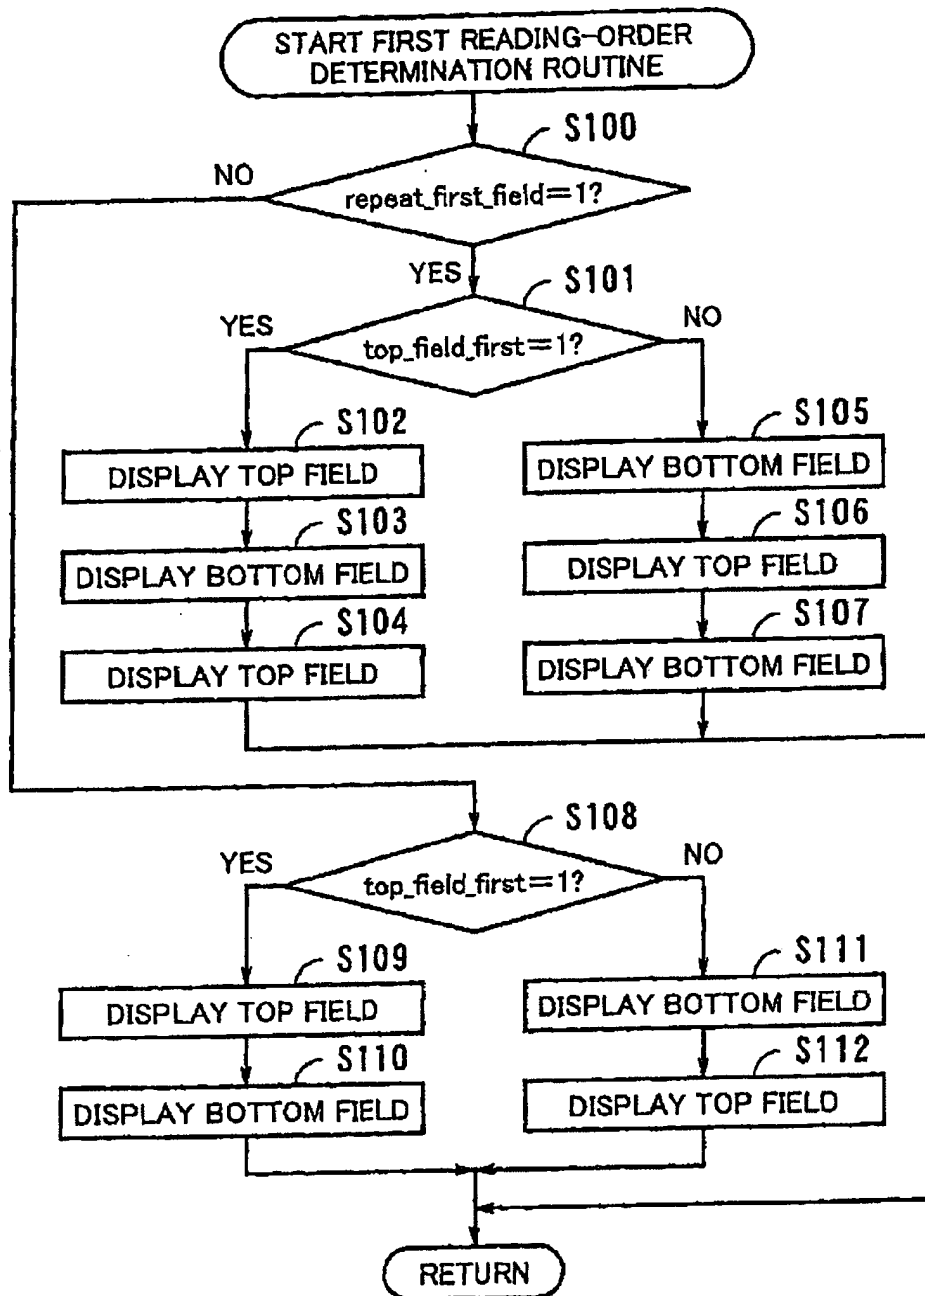 START FIRST READING-ORDER
DETERMINATION ROUTINE
S100
NO
repeat_first_field=1?
YES
S101
YES
NO
top_field_first=1?
S102
DISPLAY TOP FIELD
S103
DISPLAY BOTTOM FIELD
S104
DISPLAY TOP FIELD
S105
DISPLAY BOTTOM FIELD
S106
DISPLAY TOP FIELD
S107
DISPLAY BOTTOM FIELD
S108
YES
NO
top_field_first=1?
S109
DISPLAY TOP FIELD
S110
DISPLAY BOTTOM FIELD
S111
DISPLAY BOTTOM FIELD
S112
DISPLAY TOP FIELD
RETURN